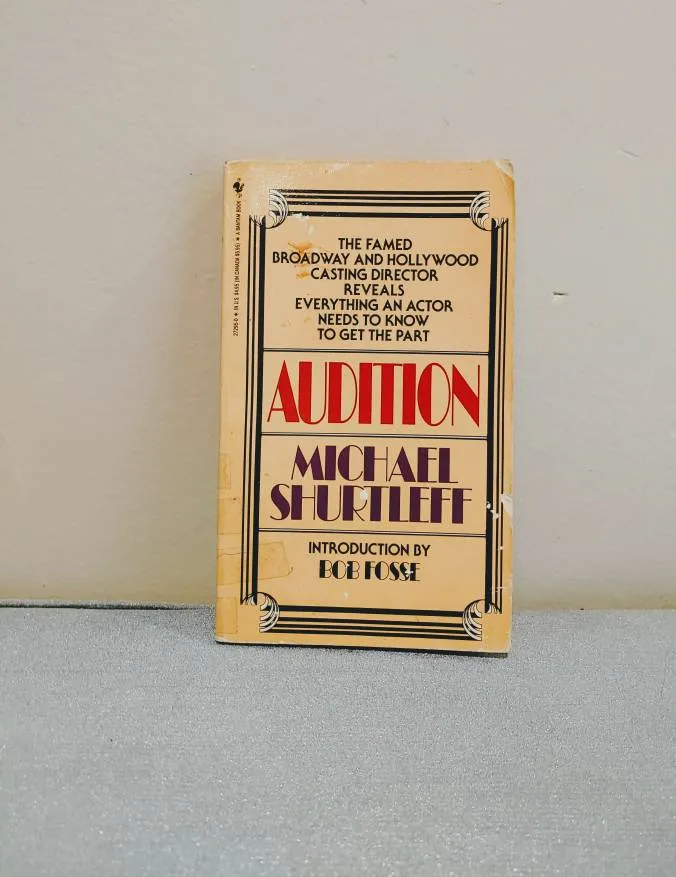 THE FAMED
BROADWAY AND HOLLYWOOD
CASTING DIRECTOR
REVEALS
EVERYTHING AN ACTOR
NEEDS TO KNOW
TO GET THE PART
AUDITION
MICHAEL
SHURTLEFF
INTRODUCTION BY
BOB FOSSE